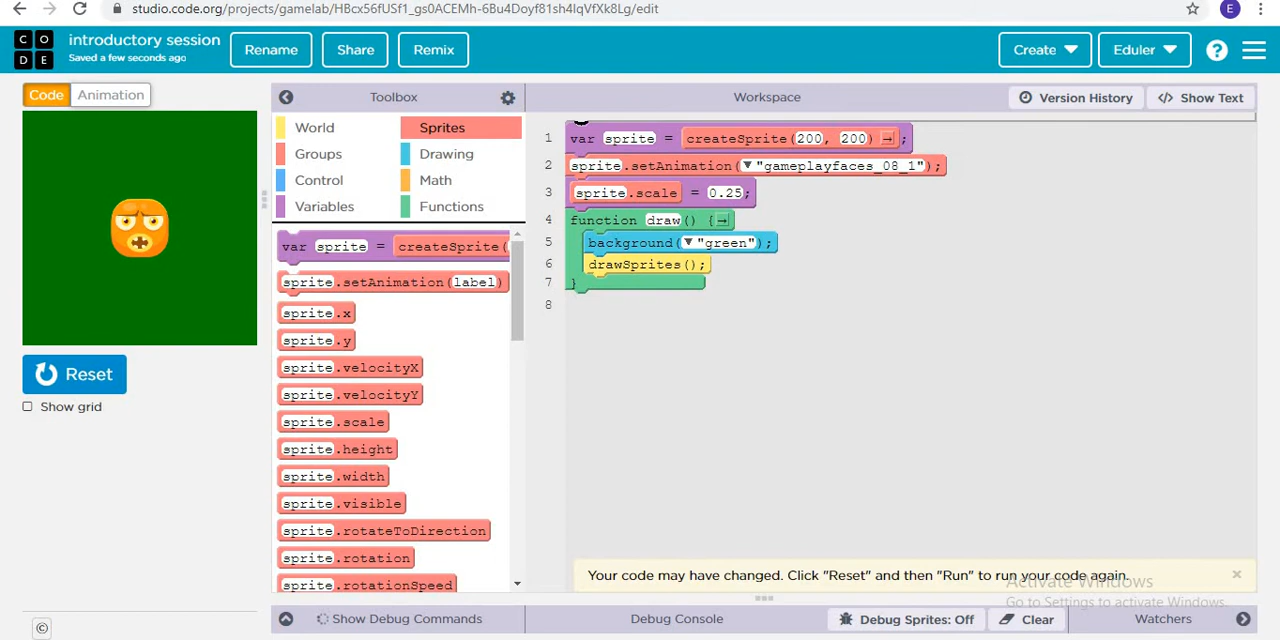 studio.code.org/projects/gamelab/HBcx56fUSf1_gs0ACEMh-6Bu4Doyf81sh4IqVfXk8Lg/edit
E
C O D E
introductory session
Saved a few seconds ago
Rename
Share
Remix
Create
Eduler
?
Code
Animation
Toolbox
Workspace
Version History
</> Show Text
World
Sprites
Groups
Drawing
Control
Math
Variables
Functions
var sprite = createSprite(
sprite.setAnimation(label)
sprite.x
sprite.y
sprite.velocityX
sprite.velocityY
sprite.scale
sprite.height
sprite.width
sprite.visible
sprite.rotateToDirection
sprite.rotation
sprite.rotationSpeed
1 var sprite = createSprite(200, 200);
2 sprite.setAnimation("gameplayfaces_08_1");
3 sprite.scale = 0.25;
4 function draw() {
5 background("green");
6 drawSprites();
7 }
8
Reset
Show grid
Your code may have changed. Click "Reset" and then "Run" to run your code again.
Activate Windows
Go to Settings to activate Windows.
Show Debug Commands
Debug Console
Debug Sprites: Off
Clear
Watchers
©